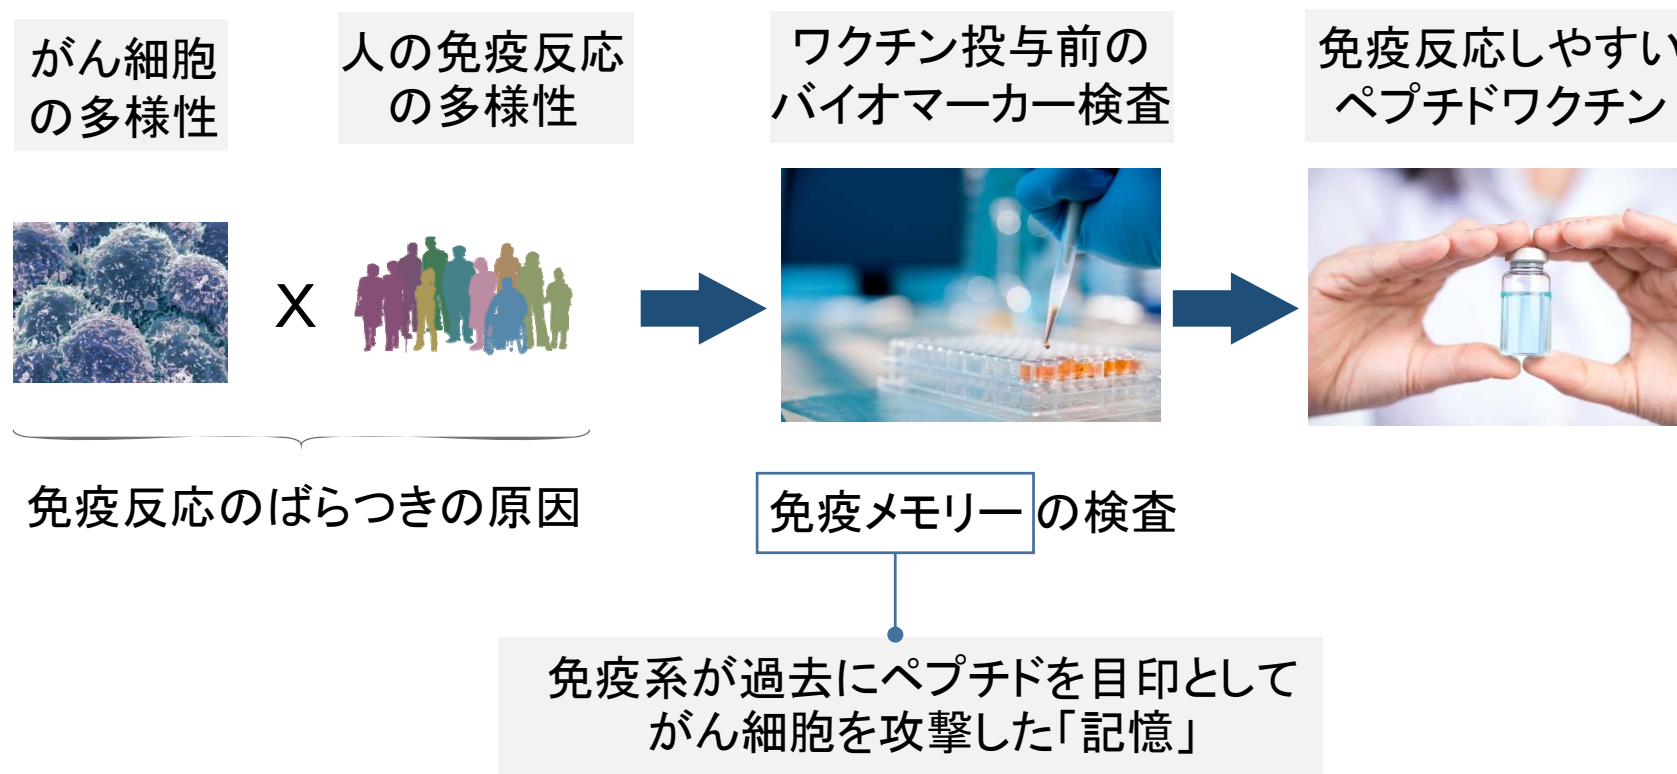 がん細胞
の多様性
人の免疫反応
の多様性
ワクチン投与前の
バイオマーカー検査
免疫反応しやすい
ペプチドワクチン
X
免疫反応のばらつきの原因
免疫メモリーの検査
免疫系が過去にペプチドを目印として
がん細胞を攻撃した「記憶」